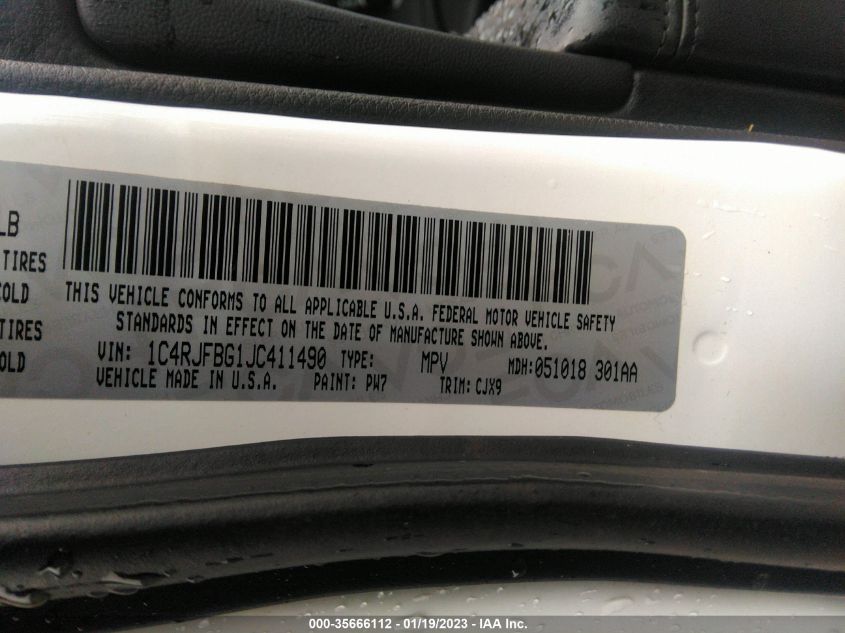 LB
TIRES
COLD
TIRES
COLD
THIS VEHICLE CONFORMS TO ALL APPLICABLE U.S.A. FEDERAL MOTOR VEHICLE SAFETY
STANDARDS IN EFFECT ON THE DATE OF MANUFACTURE SHOWN ABOVE.
VIN: 1C4RJFBG1JC411490 TYPE: MPV MDH:051018 301AA
VEHICLE MADE IN U.S.A. PAINT: PW7 TRIM: CJX9
000-35666112 - 01/19/2023 - IAA Inc.